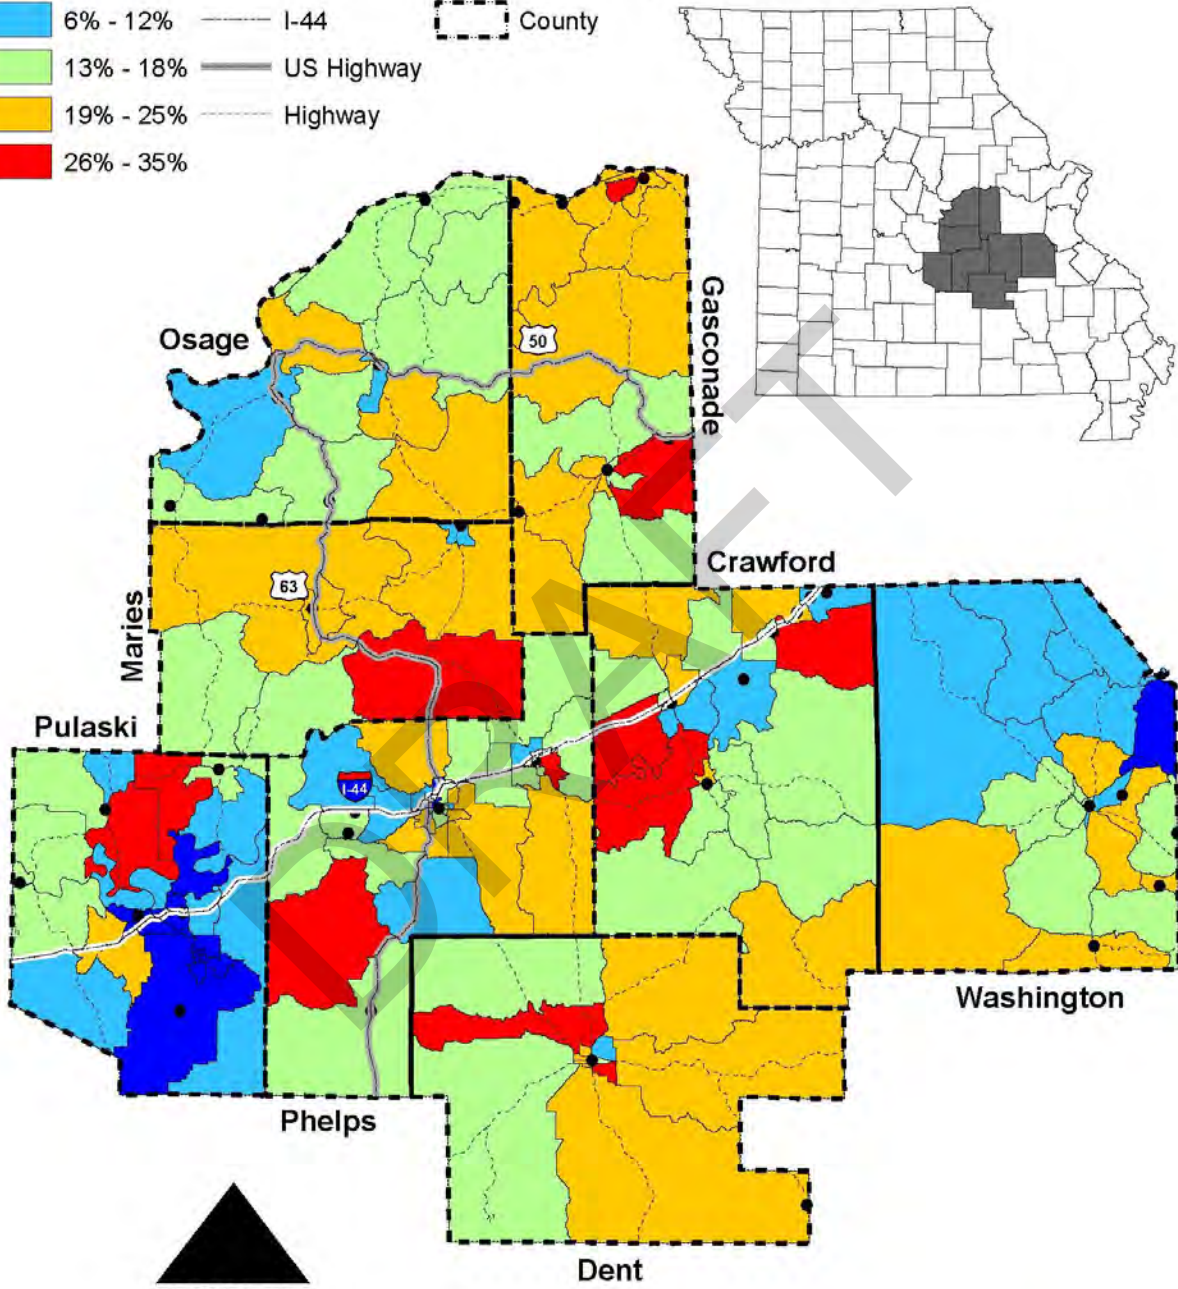 6% - 12%
I-44
County
13% - 18%
US Highway
19% - 25%
Highway
26% - 35%
Osage
Gasconade
50
Crawford
63
Maries
Pulaski
I-44
DRAFT
Washington
Phelps
Dent